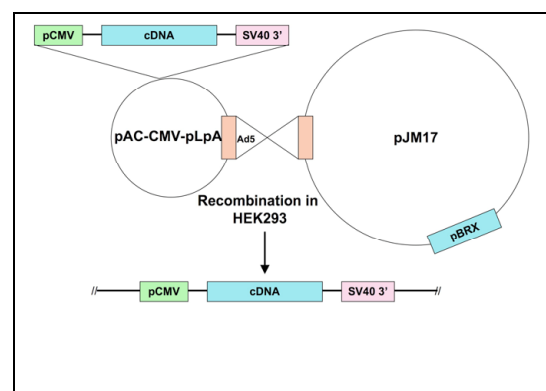 pCMV cDNA SV40 3'
pAC-CMV-pLpA Ad5 pJM17
Recombination in
HEK293
pBRX
// pCMV cDNA SV40 3' //